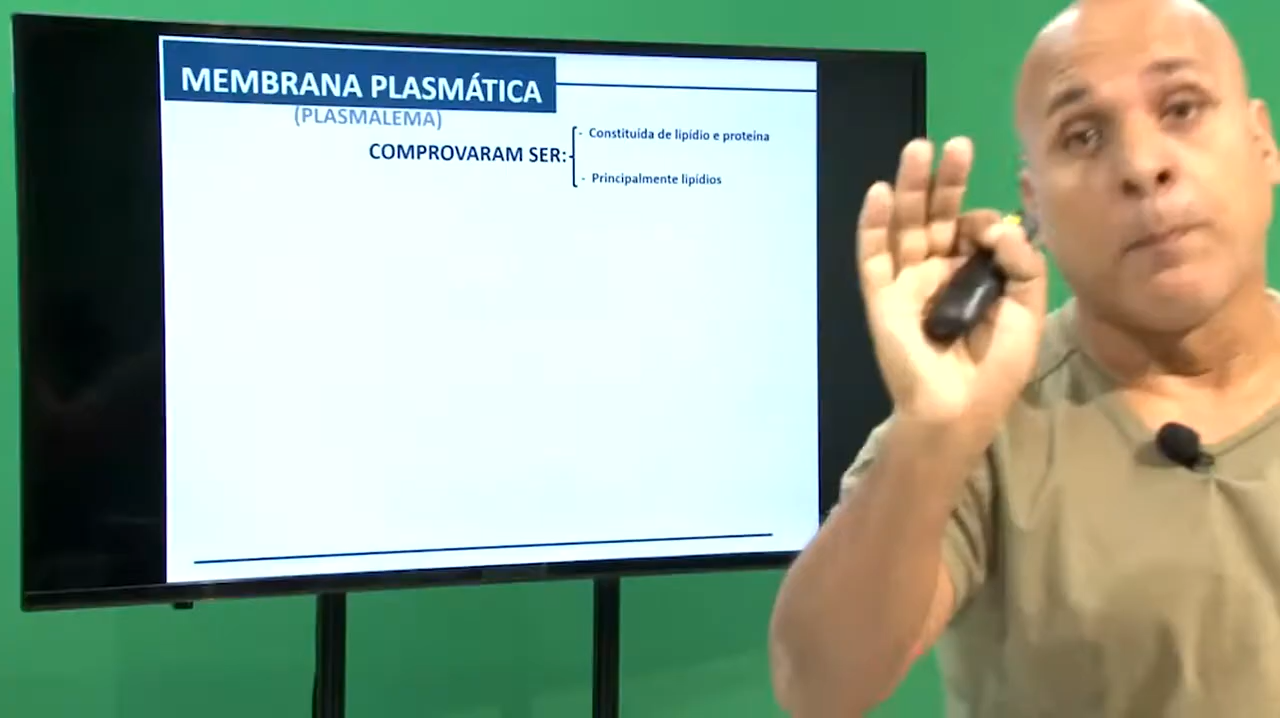 MEMBRANA PLASMÁTICA
(PLASMALEMA)
COMPROVARAM SER:
- Constituída de lipídio e proteína
- Principalmente lipídios